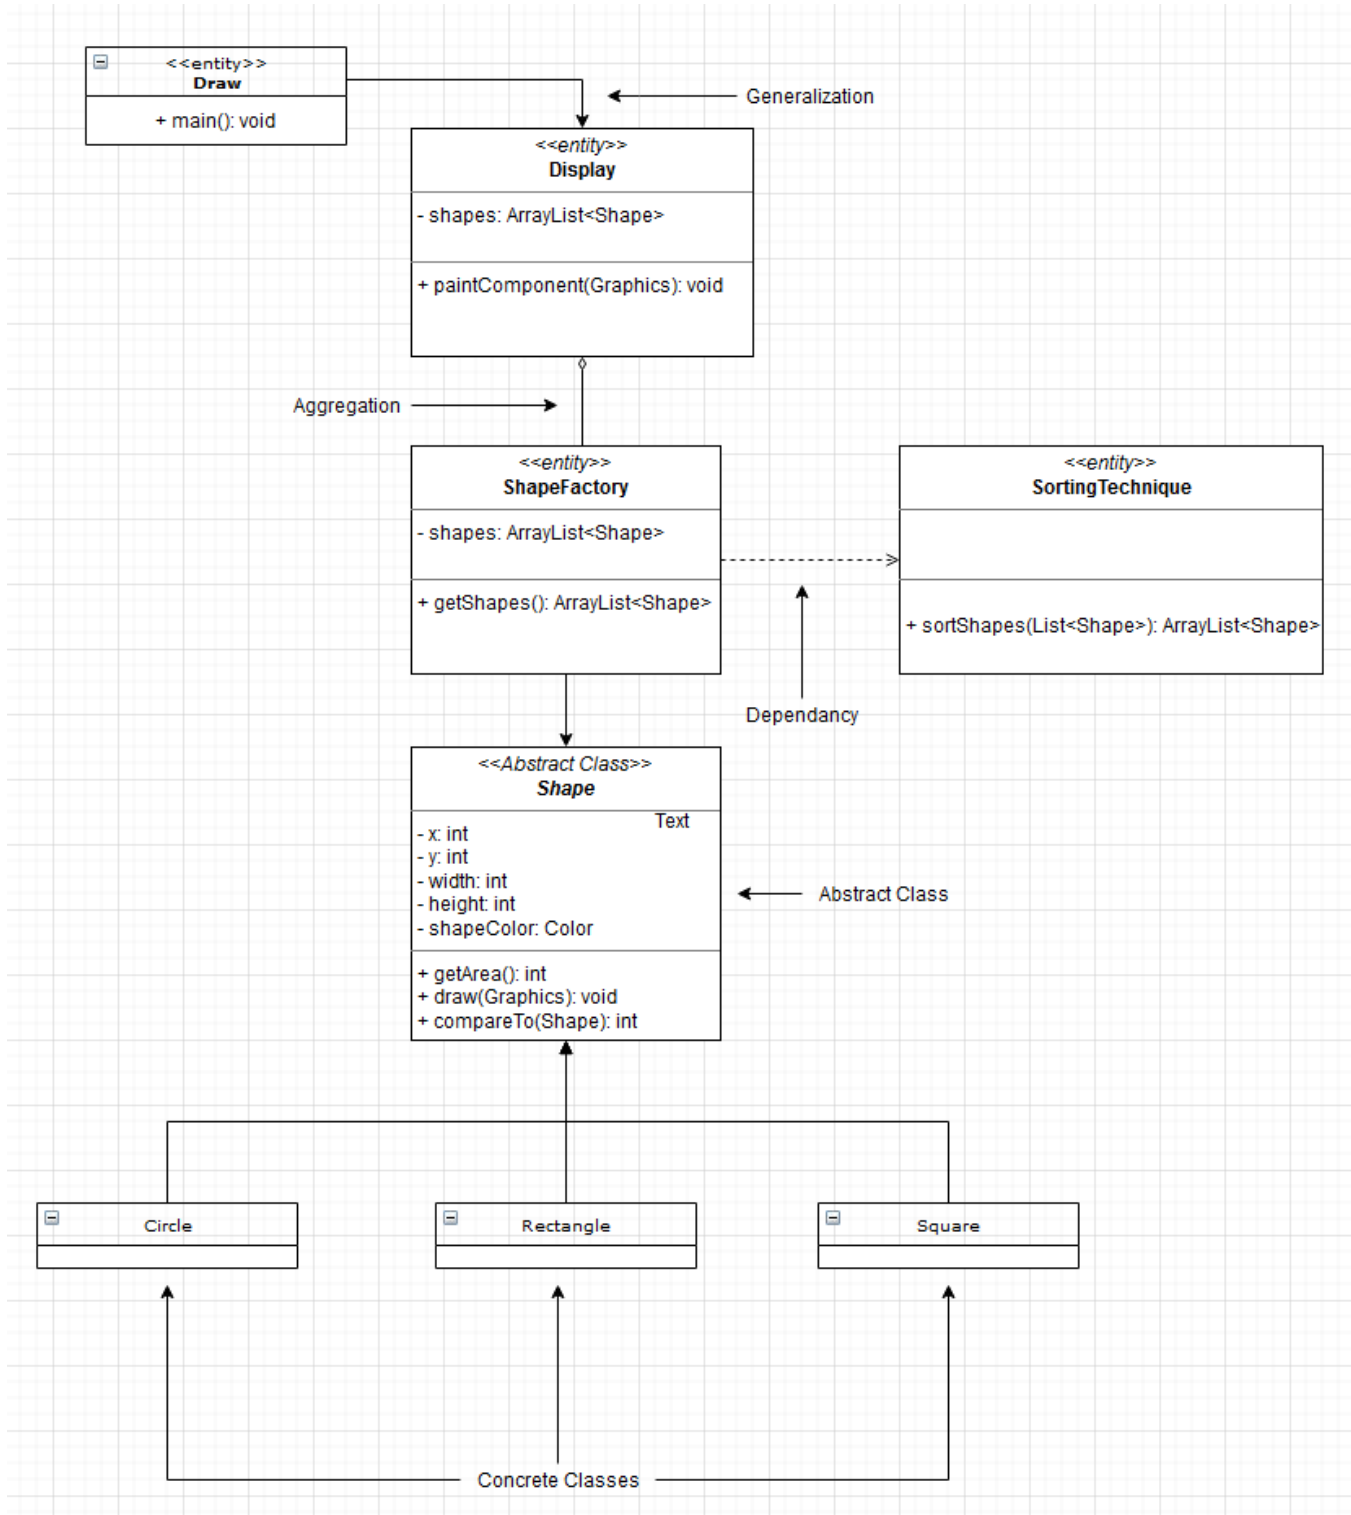 <<entity>>
Draw
+ main(): void
Generalization
<<entity>>
Display
- shapes: ArrayList<Shape>
+ paintComponent(Graphics): void
Aggregation
<<entity>>
ShapeFactory
- shapes: ArrayList<Shape>
+ getShapes(): ArrayList<Shape>
<<entity>>
SortingTechnique
+ sortShapes(List<Shape>): ArrayList<Shape>
Dependancy
<<Abstract Class>>
Shape
Text
- x: int
- y: int
- width: int
- height: int
- shapeColor: Color
+ getArea(): int
+ draw(Graphics): void
+ compareTo(Shape): int
Abstract Class
Circle
Rectangle
Square
Concrete Classes